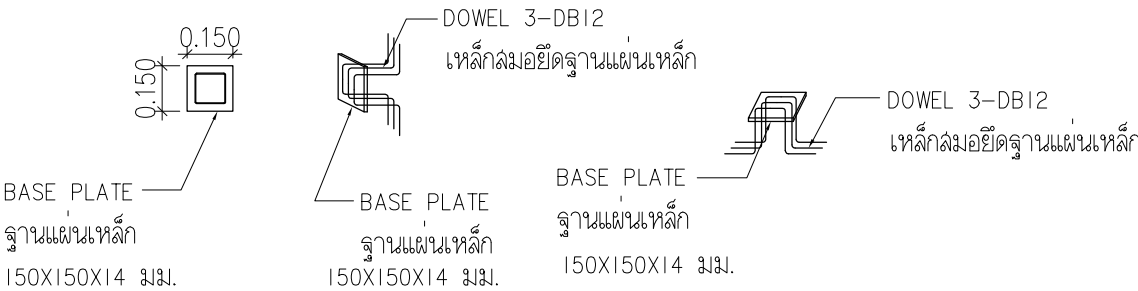 0.150
0.150
BASE PLATE
ฐานแผ่นเหล็ก
150X150X14 มม.
DOWEL 3-DB12
เหล็กสมอยึดฐานแผ่นเหล็ก
BASE PLATE
ฐานแผ่นเหล็ก
150X150X14 มม.
DOWEL 3-DB12
เหล็กสมอยึดฐานแผ่นเหล็ก
BASE PLATE
ฐานแผ่นเหล็ก
150X150X14 มม.